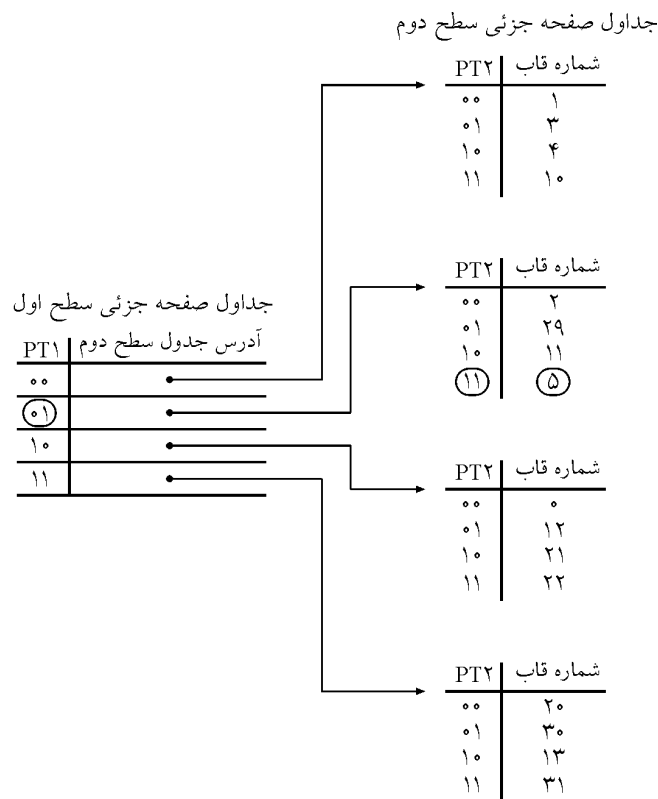 جداول صفحه جزئی سطح دوم
PT۲ شماره قاب
۰۰ ۱
۰۱ ۳
۱۰ ۴
۱۱ ۱۰
PT۲ شماره قاب
۰۰ ۲
۰۱ ۲۹
۱۰ ۱۱
۱۱ ۵
جداول صفحه جزئی سطح اول
PT۱ آدرس جدول سطح دوم
۰۰
۰۱
۱۰
۱۱
PT۲ شماره قاب
۰۰ ۰
۰۱ ۱۲
۱۰ ۲۱
۱۱ ۲۲
PT۲ شماره قاب
۰۰ ۲۰
۰۱ ۳۰
۱۰ ۱۳
۱۱ ۳۱